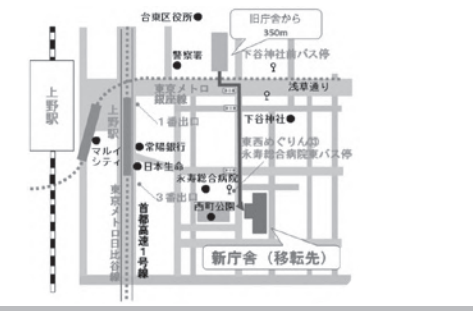 台東区役所
旧庁舎から
350m
警察署
下谷神社前バス停
上野駅
東京メトロ
銀座線
浅草通り
上野駅
1番出口
下谷神社
マルイ
シティ
常陽銀行
日本生命
東西めぐりん㉝
永寿総合病院東バス停
永寿総合病院
3番出口
西町公園
東京メトロ日比谷線
首都高速1号線
新庁舎(移転先)